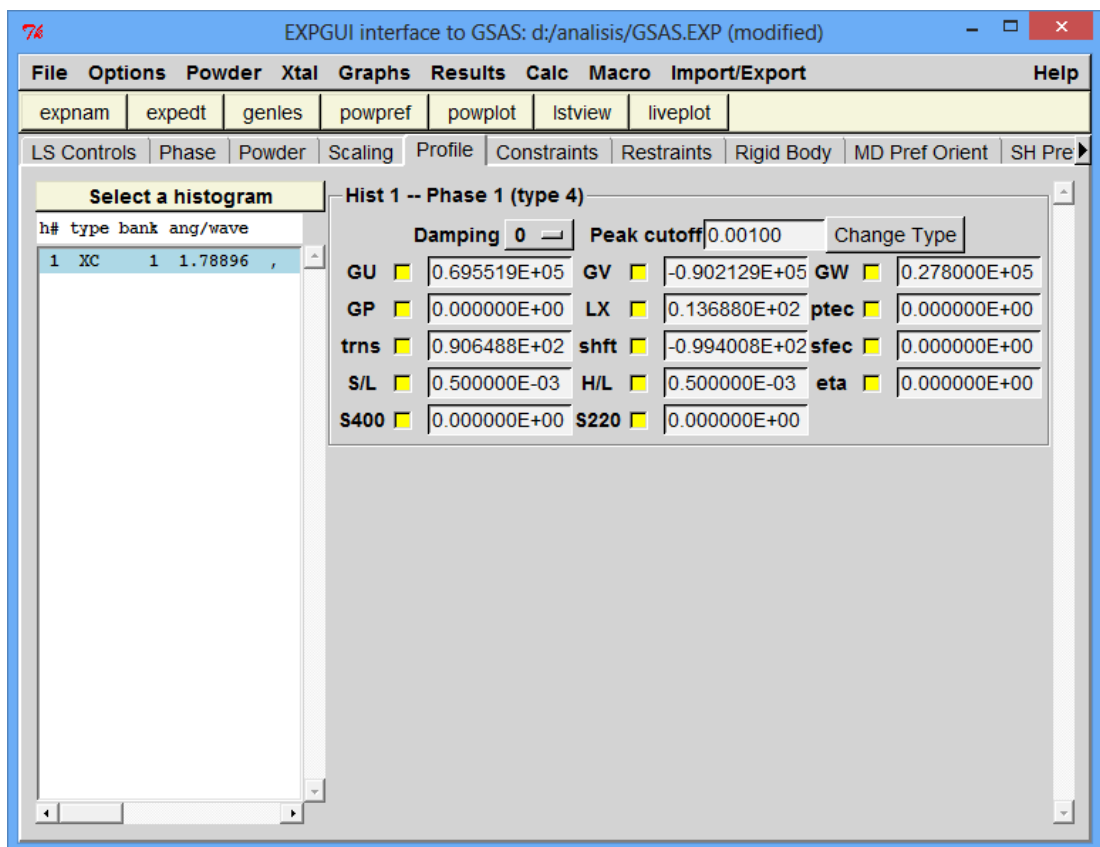 EXPGUI interface to GSAS: d:/analisis/GSAS.EXP (modified)
File Options Powder Xtal Graphs Results Calc Macro Import/Export Help
expnam expedt genles powpref powplot lstview liveplot
LS Controls Phase Powder Scaling Profile Constraints Restraints Rigid Body MD Pref Orient SH Pre
Select a histogram
h# type bank ang/wave
1 XC 1 1.78896 ,
Hist 1 -- Phase 1 (type 4)
Damping 0 Peak cutoff 0.00100 Change Type
GU 0.695519E+05 GV -0.902129E+05 GW 0.278000E+05
GP 0.000000E+00 LX 0.136880E+02 ptec 0.000000E+00
trns 0.906488E+02 shft -0.994008E+02 sfec 0.000000E+00
S/L 0.500000E-03 H/L 0.500000E-03 eta 0.000000E+00
S400 0.000000E+00 S220 0.000000E+00